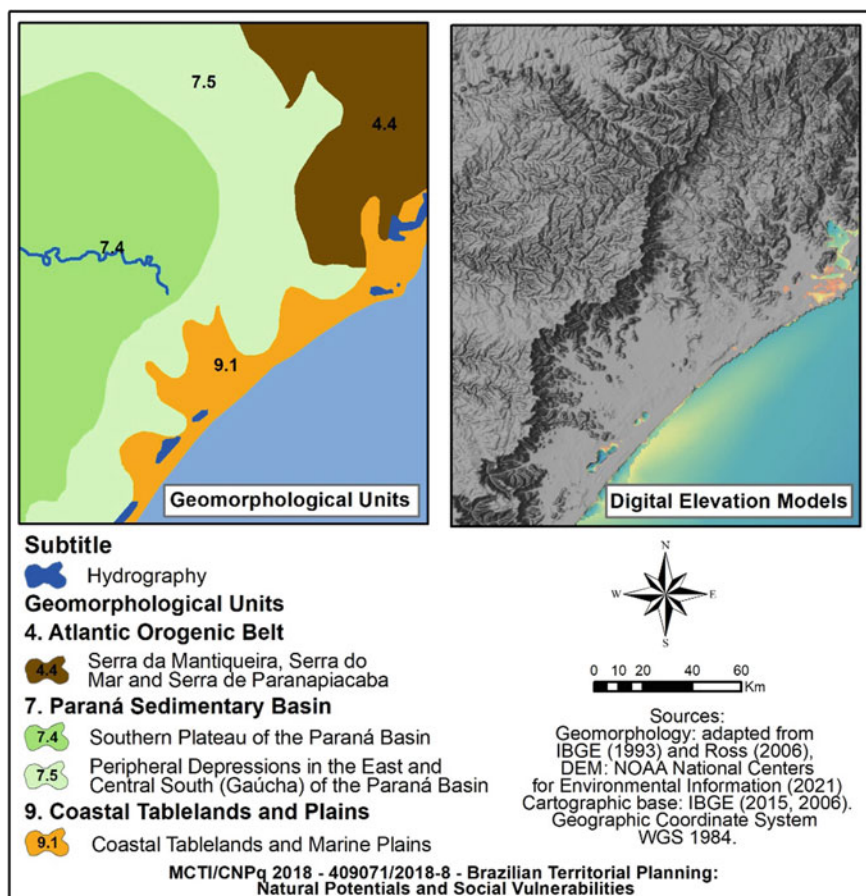 7.5
4.4
7.4
9.1
Geomorphological Units
Digital Elevation Models
Subtitle
Hydrography
Geomorphological Units
4. Atlantic Orogenic Belt
4.4
Serra da Mantiqueira, Serra do
Mar and Serra de Paranapiacaba
7. Paraná Sedimentary Basin
7.4
Southern Plateau of the Paraná Basin
7.5
Peripheral Depressions in the East and
Central South (Gaúcha) of the Paraná Basin
9. Coastal Tablelands and Plains
9.1
Coastal Tablelands and Marine Plains
N
W
E
S
0 10 20 40 60
Km
Sources:
Geomorphology: adapted from
IBGE (1993) and Ross (2006),
DEM: NOAA National Centers
for Environmental Information (2021)
Cartographic base: IBGE (2015, 2006).
Geographic Coordinate System
WGS 1984.
MCTI/CNPq 2018 - 409071/2018-8 - Brazilian Territorial Planning:
Natural Potentials and Social Vulnerabilities